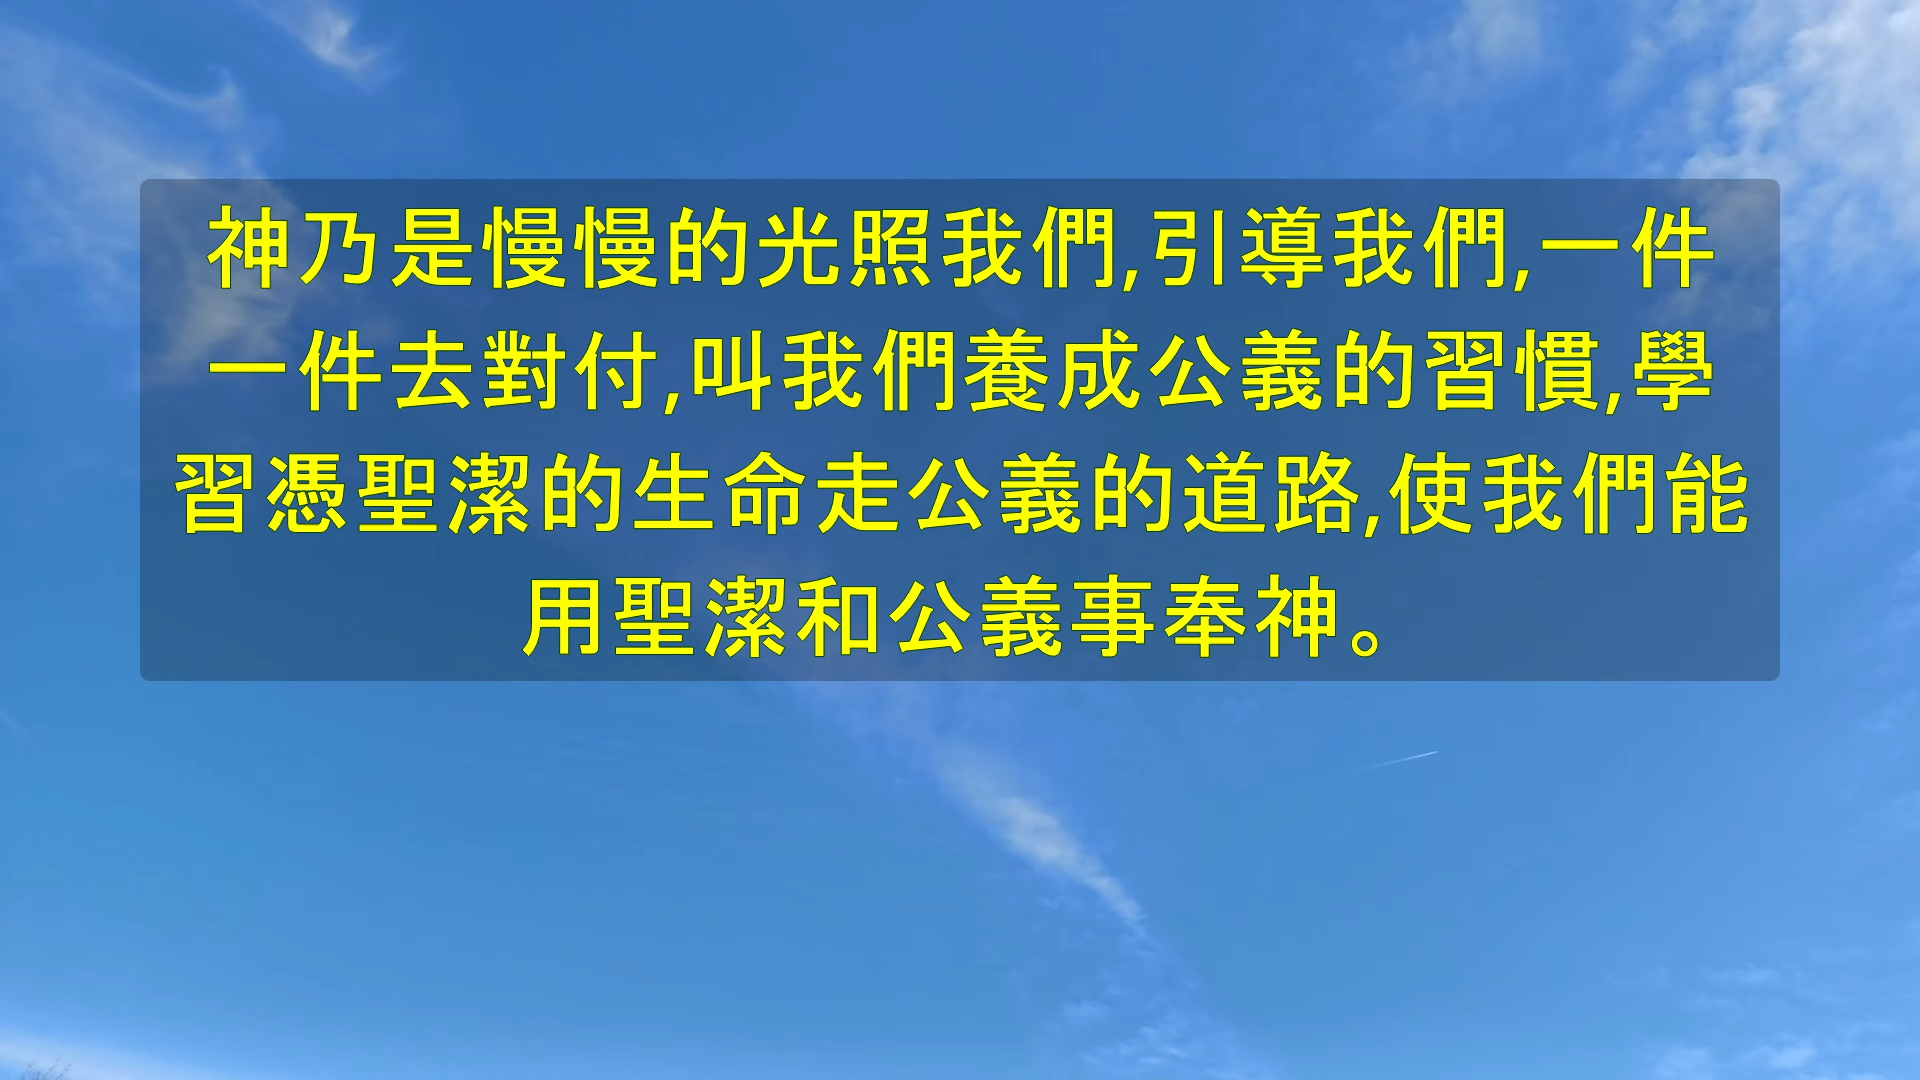 神乃是慢慢的光照我們,引導我們,一件
一件去對付,叫我們養成公義的習慣,學
習憑聖潔的生命走公義的道路,使我們能
用聖潔和公義事奉神。